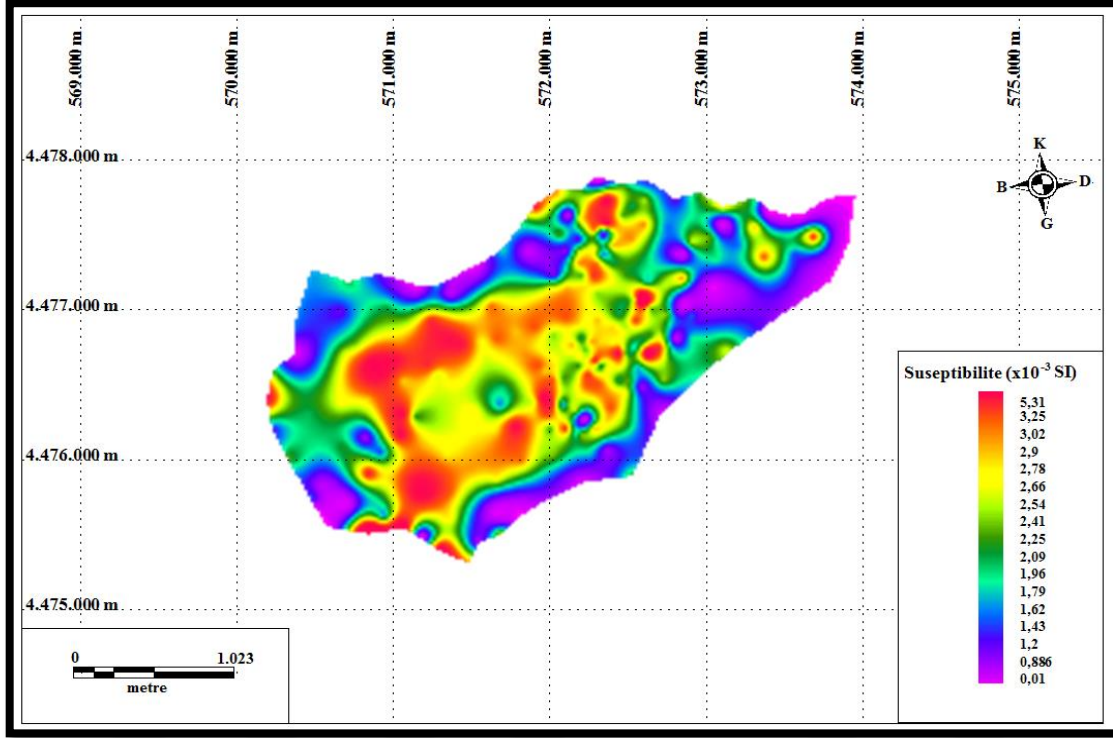 569.000 m
570.000 m
571.000 m
572.000 m
573.000 m
574.000 m
575.000 m
4.478.000 m
K
B
D
G
4.477.000 m
Suseptibilite (x10⁻³ SI)
5,31
3,25
3,02
2,9
2,78
2,66
2,54
2,41
2,25
2,09
1,96
1,79
1,62
1,43
1,2
0,886
0,01
4.476.000 m
4.475.000 m
0 1.023
metre